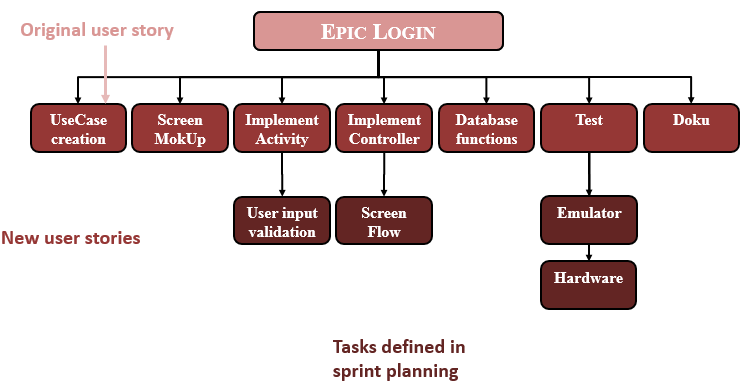 Original user story
EPIC LOGIN
UseCase
creation
Screen
MokUp
Implement
Activity
Implement
Controller
Database
functions
Test
Doku
User input
validation
Screen
Flow
Emulator
New user stories
Hardware
Tasks defined in
sprint planning